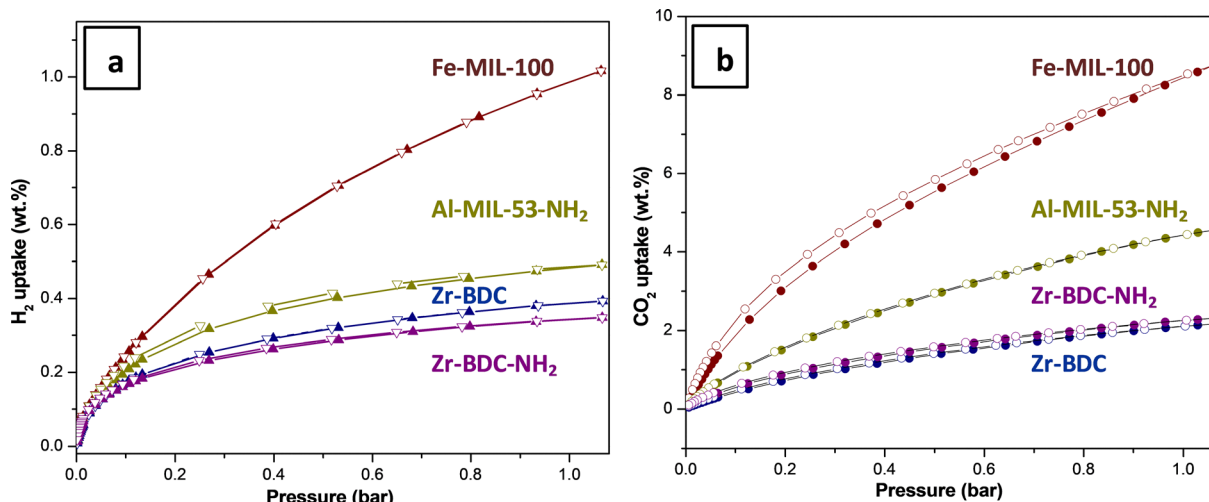 a
Fe-MIL-100
Al-MIL-53-NH₂
Zr-BDC
Zr-BDC-NH₂
H₂ uptake (wt.%)
1.0
0.8
0.6
0.4
0.2
0.0
0.0 0.2 0.4 0.6 0.8 1.0
Pressure (bar)
b
Fe-MIL-100
Al-MIL-53-NH₂
Zr-BDC-NH₂
Zr-BDC
CO₂ uptake (wt.%)
10
8
6
4
2
0
0.0 0.2 0.4 0.6 0.8 1.0
Pressure (bar)